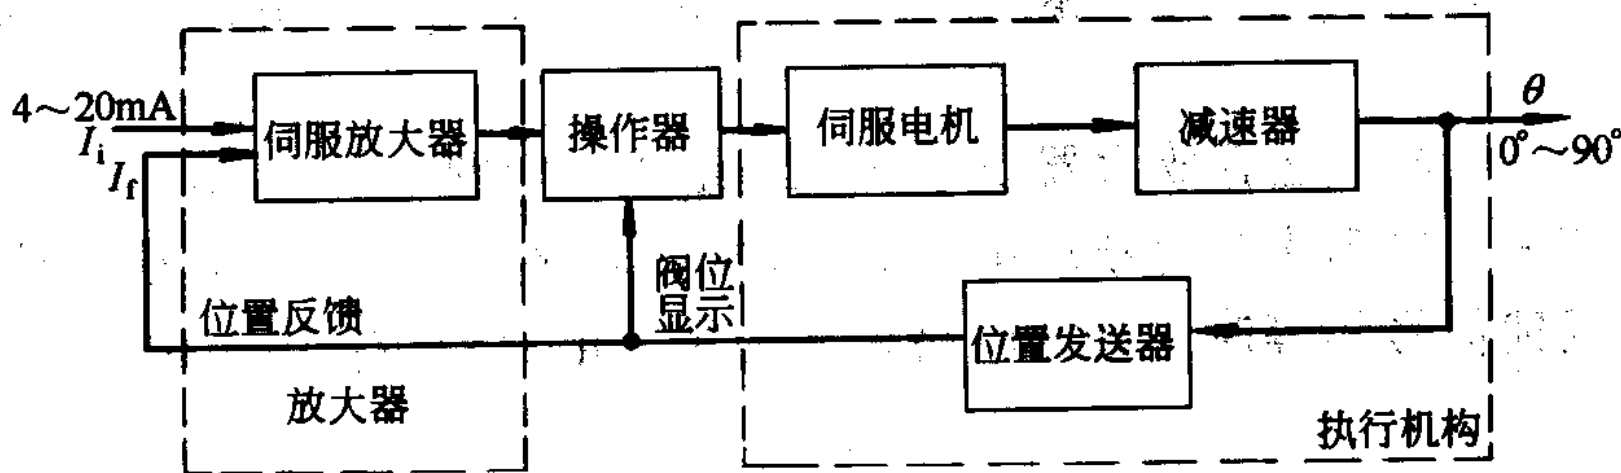 4～20mA
I_i
I_f
伺服放大器
操作器
伺服电机
减速器
θ
0°～90°
阀位
显示
位置反馈
位置发送器
放大器
执行机构